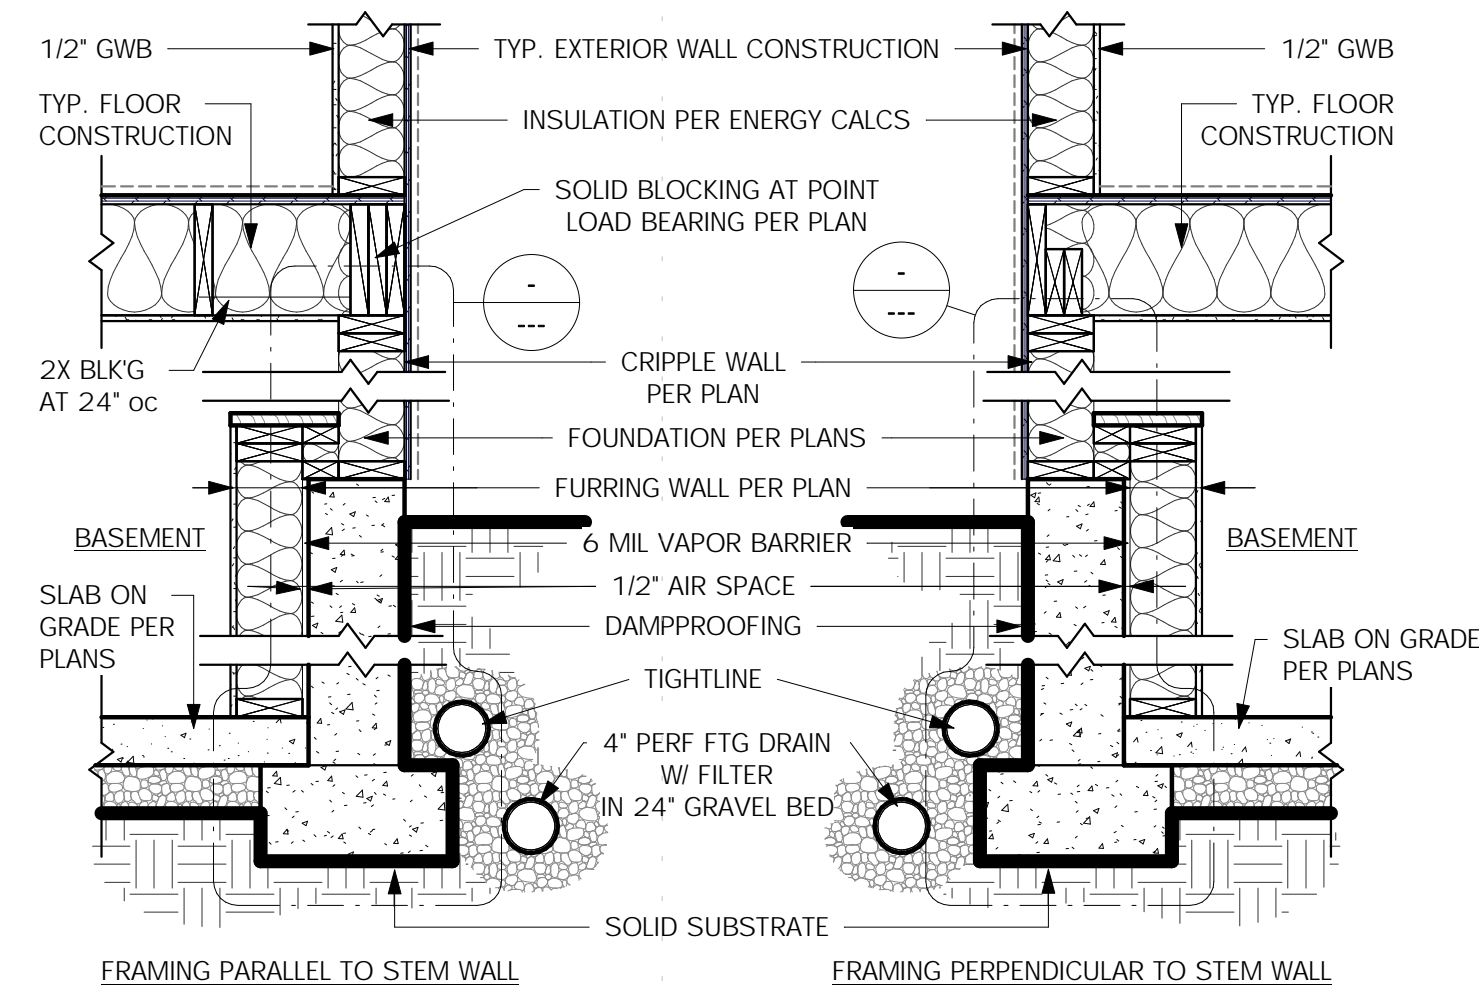 1/2" GWB
TYP. EXTERIOR WALL CONSTRUCTION
1/2" GWB
TYP. FLOOR
CONSTRUCTION
INSULATION PER ENERGY CALCS
TYP. FLOOR
CONSTRUCTION
SOLID BLOCKING AT POINT
LOAD BEARING PER PLAN
-
---
-
---
2X BLK'G
AT 24" oc
CRIPPLE WALL
PER PLAN
FOUNDATION PER PLANS
FURRING WALL PER PLAN
BASEMENT
6 MIL VAPOR BARRIER
BASEMENT
1/2" AIR SPACE
SLAB ON
GRADE PER
PLANS
DAMPPROOFING
SLAB ON GRADE
PER PLANS
TIGHTLINE
4" PERF FTG DRAIN
W/ FILTER
IN 24" GRAVEL BED
SOLID SUBSTRATE
FRAMING PARALLEL TO STEM WALL
FRAMING PERPENDICULAR TO STEM WALL